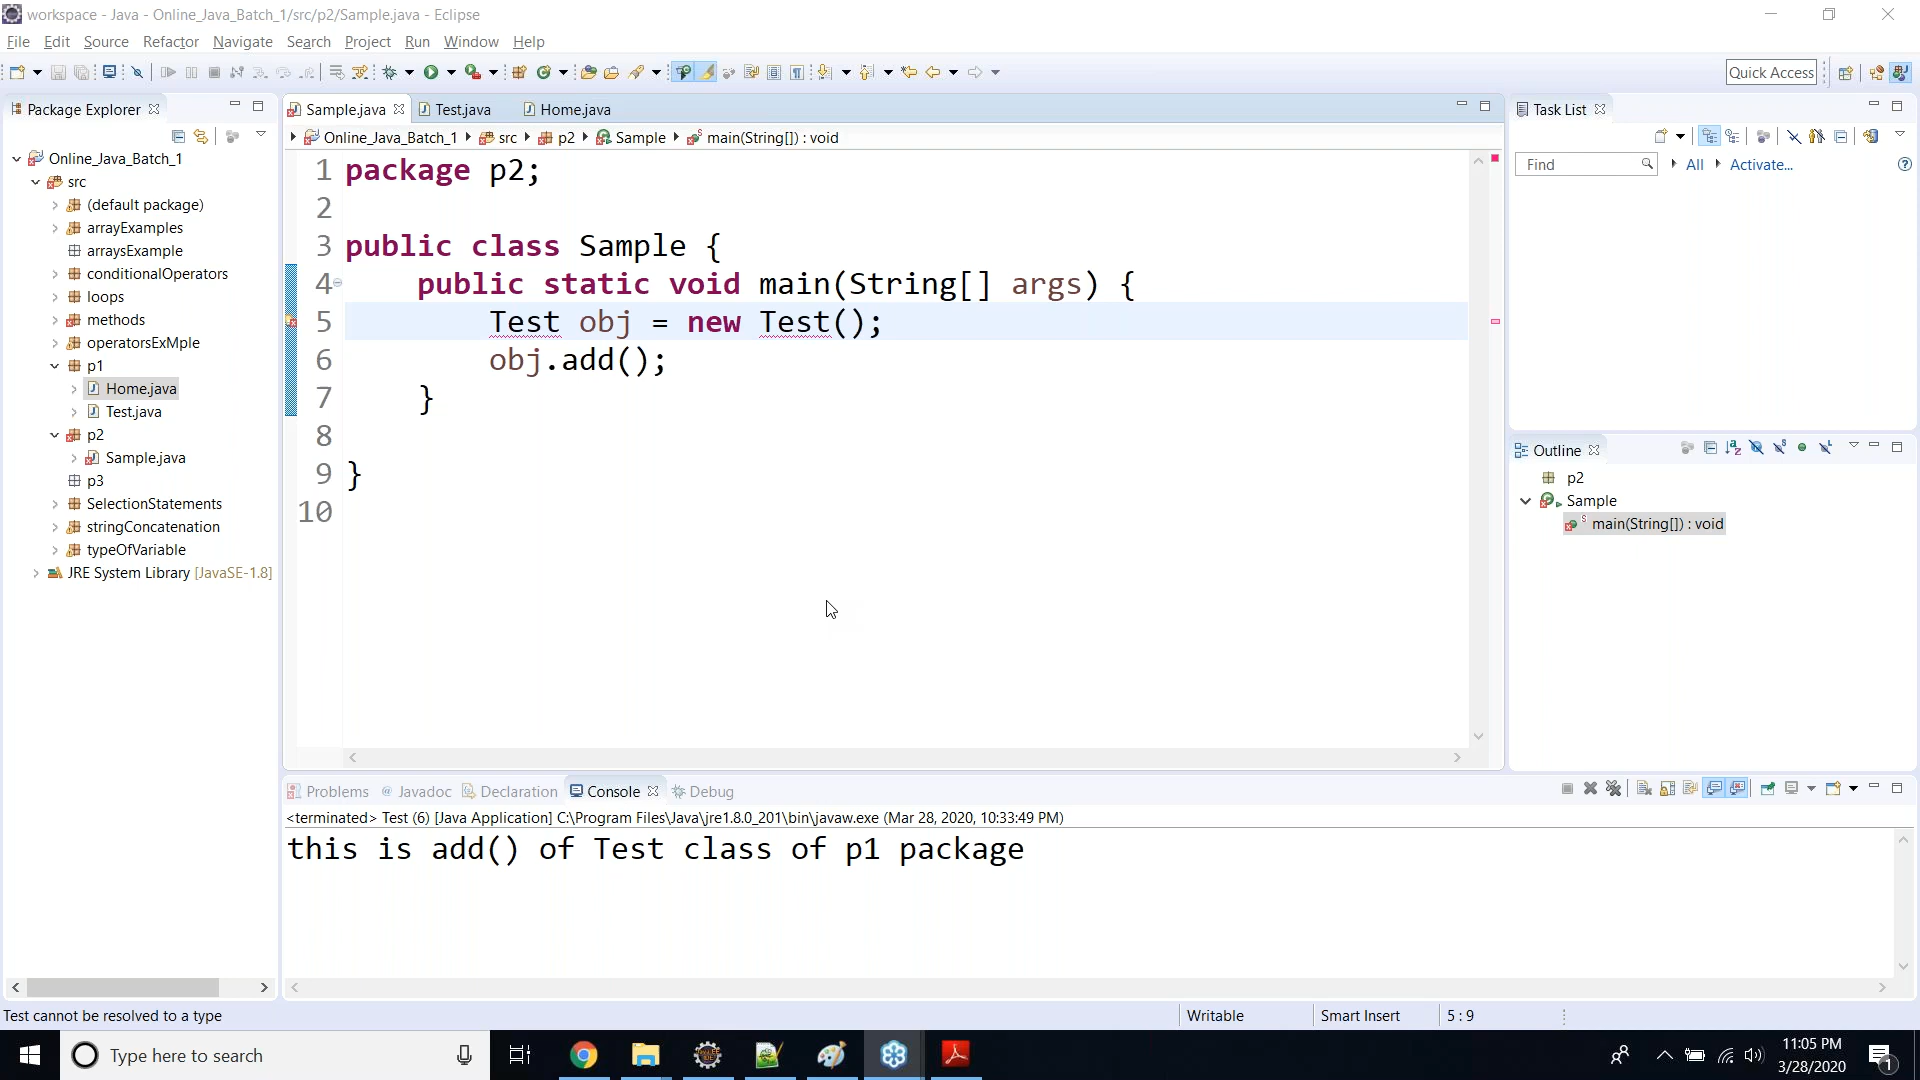 workspace - Java - Online_Java_Batch_1/src/p2/Sample.java - Eclipse
File Edit Source Refactor Navigate Search Project Run Window Help
Quick Access
Package Explorer
Online_Java_Batch_1
src
(default package)
arrayExamples
arraysExample
conditionalOperators
loops
methods
operatorsExMple
p1
Home.java
Test.java
p2
Sample.java
p3
SelectionStatements
stringConcatenation
typeOfVariable
JRE System Library [JavaSE-1.8]
Sample.java Test.java Home.java
Online_Java_Batch_1 src p2 Sample main(String[]) : void
1 package p2;
2
3 public class Sample {
4 public static void main(String[] args) {
5 Test obj = new Test();
6 obj.add();
7 }
8
9 }
10
Task List
Find All Activate...
Outline
p2
Sample
main(String[]) : void
Problems @ Javadoc Declaration Console Debug
<terminated> Test (6) [Java Application] C:\Program Files\Java\jre1.8.0_201\bin\javaw.exe (Mar 28, 2020, 10:33:49 PM)
this is add() of Test class of p1 package
Test cannot be resolved to a type Writable Smart Insert 5 : 9
Type here to search
11:05 PM
3/28/2020
1